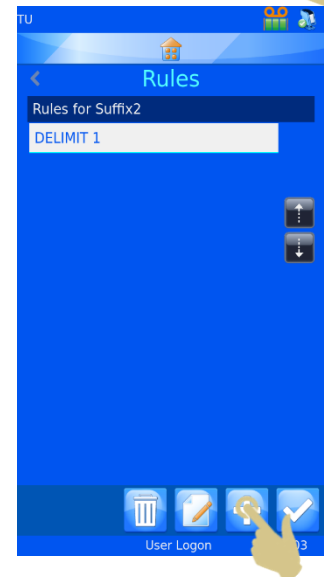 TU
Rules
Rules for Suffix2
DELIMIT 1
User Logon
03